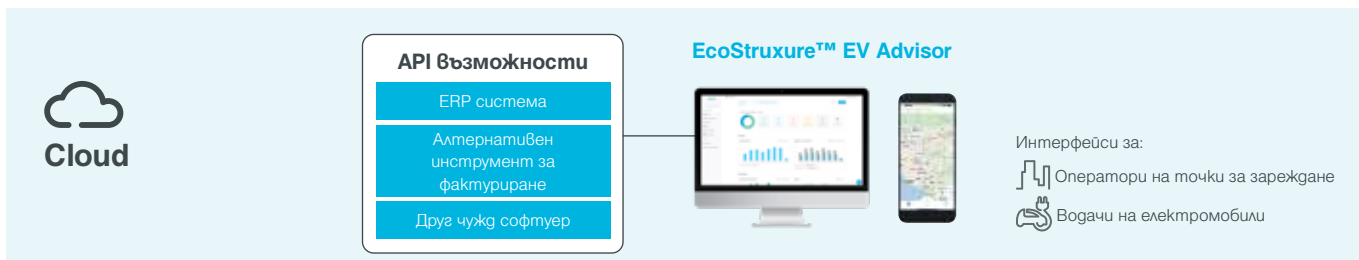 Cloud
API възможности
ERP система
Алтернативен
инструмент за
фактуриране
Друг чужд софтуер
EcoStruxure™ EV Advisor
Интерфейси за:
Оператори на точки за зареждане
Водачи на електромобили